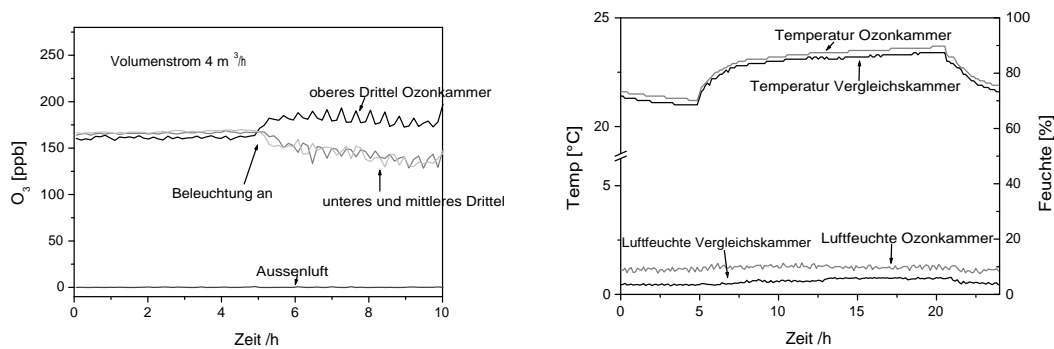 250
200
150
100
50
0
O₃ [ppb]
Volumenstrom 4 m ³/h
oberes Drittel Ozonkammer
Beleuchtung an
unteres und mittleres Drittel
Aussenluft
0 2 4 6 8 10
Zeit /h
25
20
5
0
Temp [°C]
Temperatur Ozonkammer
Temperatur Vergleichskammer
Luftfeuchte Vergleichskammer
Luftfeuchte Ozonkammer
0 5 10 15 20
Zeit /h
100
80
60
40
20
0
Feuchte [%]